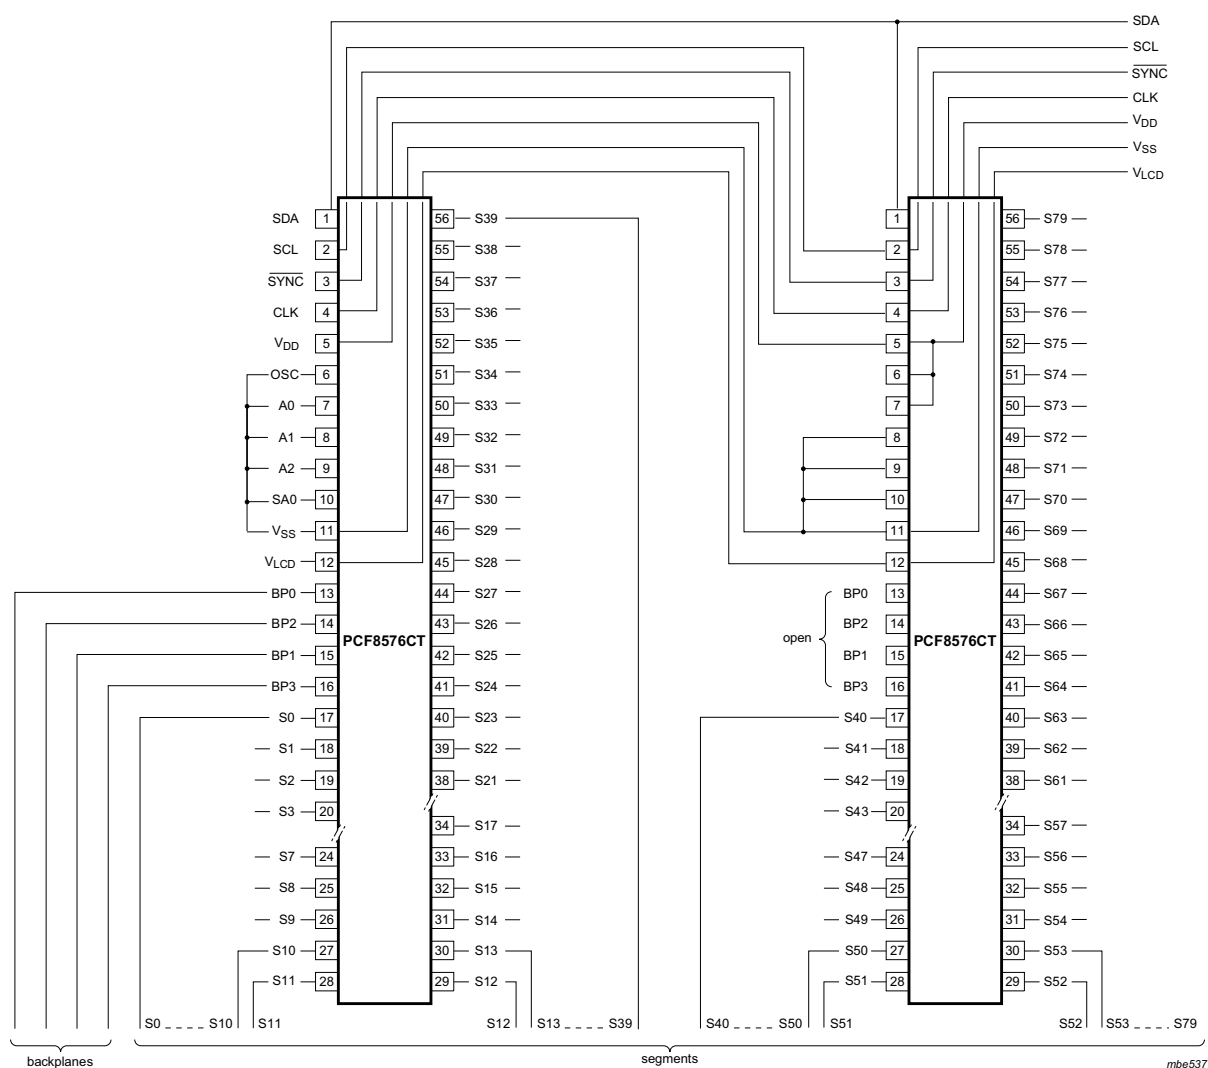 SDA
SCL
SYNC
CLK
VDD
VSS
VLCD
SDA 1 56 S39 1 56 S79
SCL 2 55 S38 2 55 S78
SYNC 3 54 S37 3 54 S77
CLK 4 53 S36 4 53 S76
VDD 5 52 S35 5 52 S75
OSC 6 51 S34 6 51 S74
A0 7 50 S33 7 50 S73
A1 8 49 S32 8 49 S72
A2 9 48 S31 9 48 S71
SA0 10 47 S30 10 47 S70
VSS 11 46 S29 11 46 S69
VLCD 12 45 S28 12 45 S68
BP0 13 44 S27 BP0 13 44 S67
BP2 14 43 S26 BP2 14 43 S66
PCF8576CT open PCF8576CT
BP1 15 42 S25 BP1 15 42 S65
BP3 16 41 S24 BP3 16 41 S64
S0 17 40 S23 S40 17 40 S63
S1 18 39 S22 S41 18 39 S62
S2 19 38 S21 S42 19 38 S61
S3 20 34 S17 S43 20 34 S57
S7 24 33 S16 S47 24 33 S56
S8 25 32 S15 S48 25 32 S55
S9 26 31 S14 S49 26 31 S54
S10 27 30 S13 S50 27 30 S53
S11 28 29 S12 S51 28 29 S52
S0 S10 S11 S12 S13 S39 S40 S50 S51 S52 S53 S79
backplanes segments
mbe537